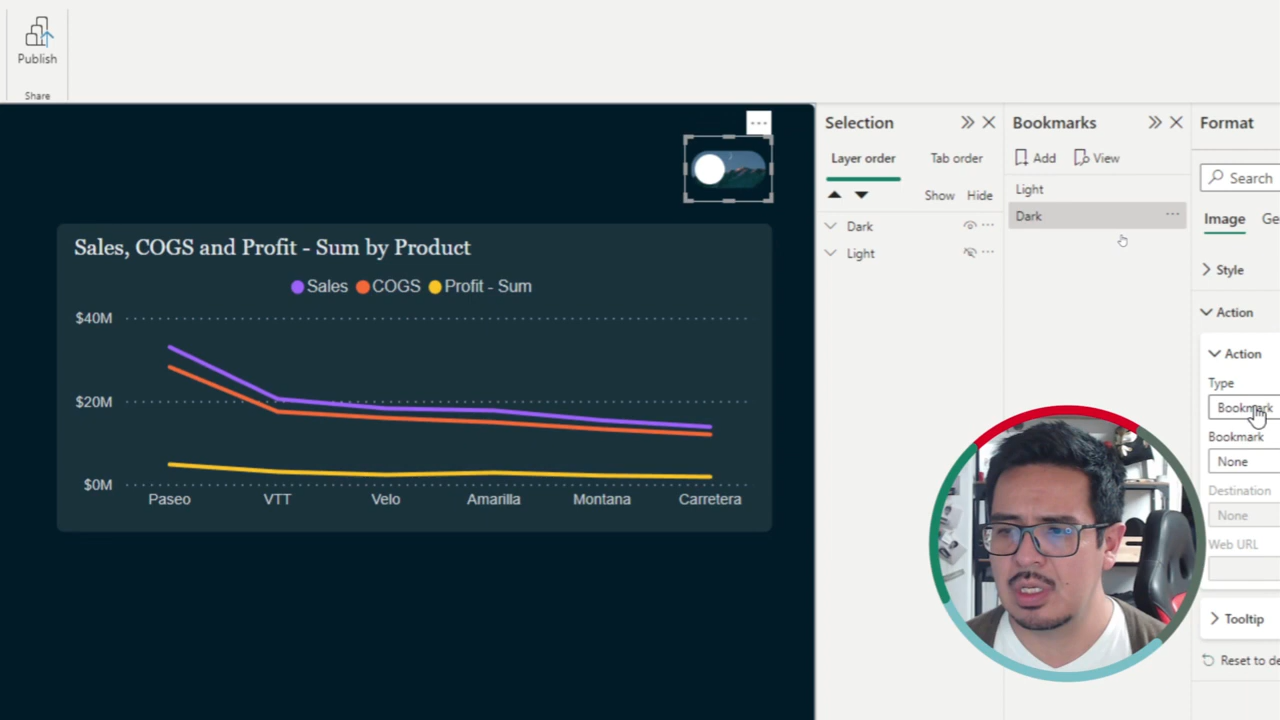 Publish
Share
Sales, COGS and Profit - Sum by Product
Sales COGS Profit - Sum
$40M
$20M
$0M
Paseo VTT Velo Amarilla Montana Carretera
Selection
Layer order Tab order
Show Hide
Dark
Light
Bookmarks
Add View
Light
Dark
Format
Search
Image Ge
Style
Action
Action
Type
Bookmark
Bookmark
None
Destination
None
Web URL
Tooltip
Reset to de